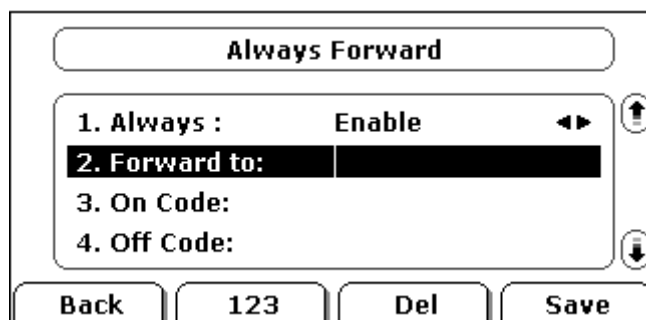 Always Forward
1. Always : Enable
2. Forward to:
3. On Code:
4. Off Code:
Back 123 Del Save